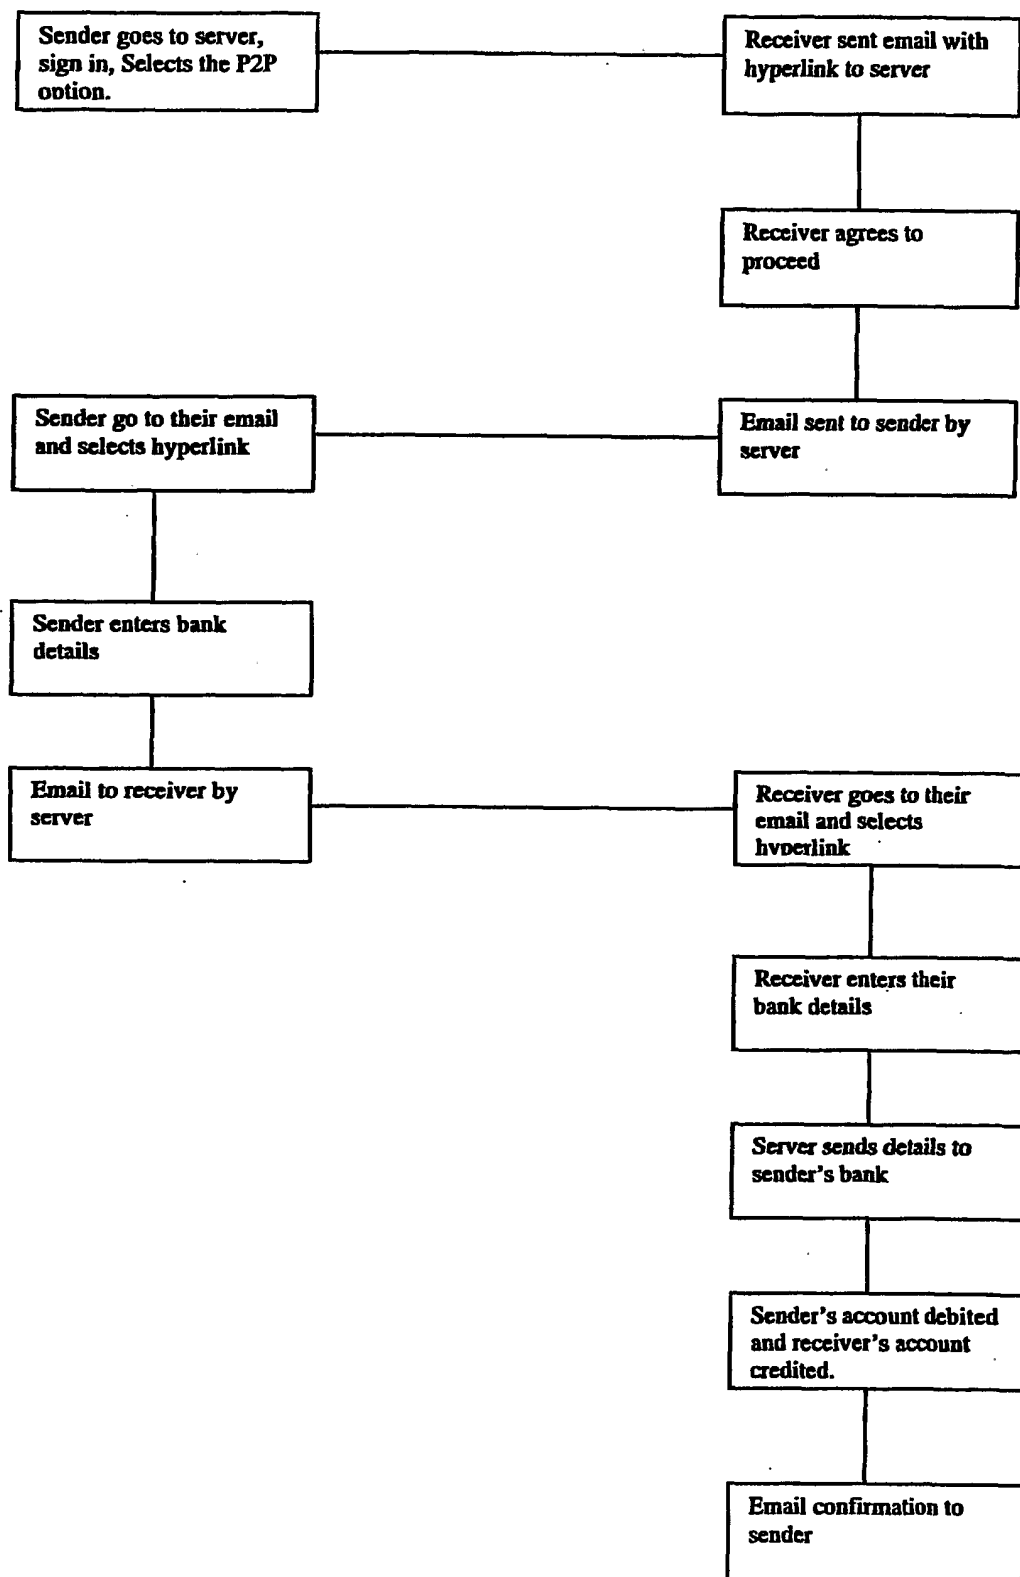 Sender goes to server,
sign in, Selects the P2P
option.
Receiver sent email with
hyperlink to server
Receiver agrees to
proceed
Email sent to sender by
server
Sender go to their email
and selects hyperlink
Sender enters bank
details
Email to receiver by
server
Receiver goes to their
email and selects
hyperlink
Receiver enters their
bank details
Server sends details to
sender's bank
Sender's account debited
and receiver's account
credited.
Email confirmation to
sender